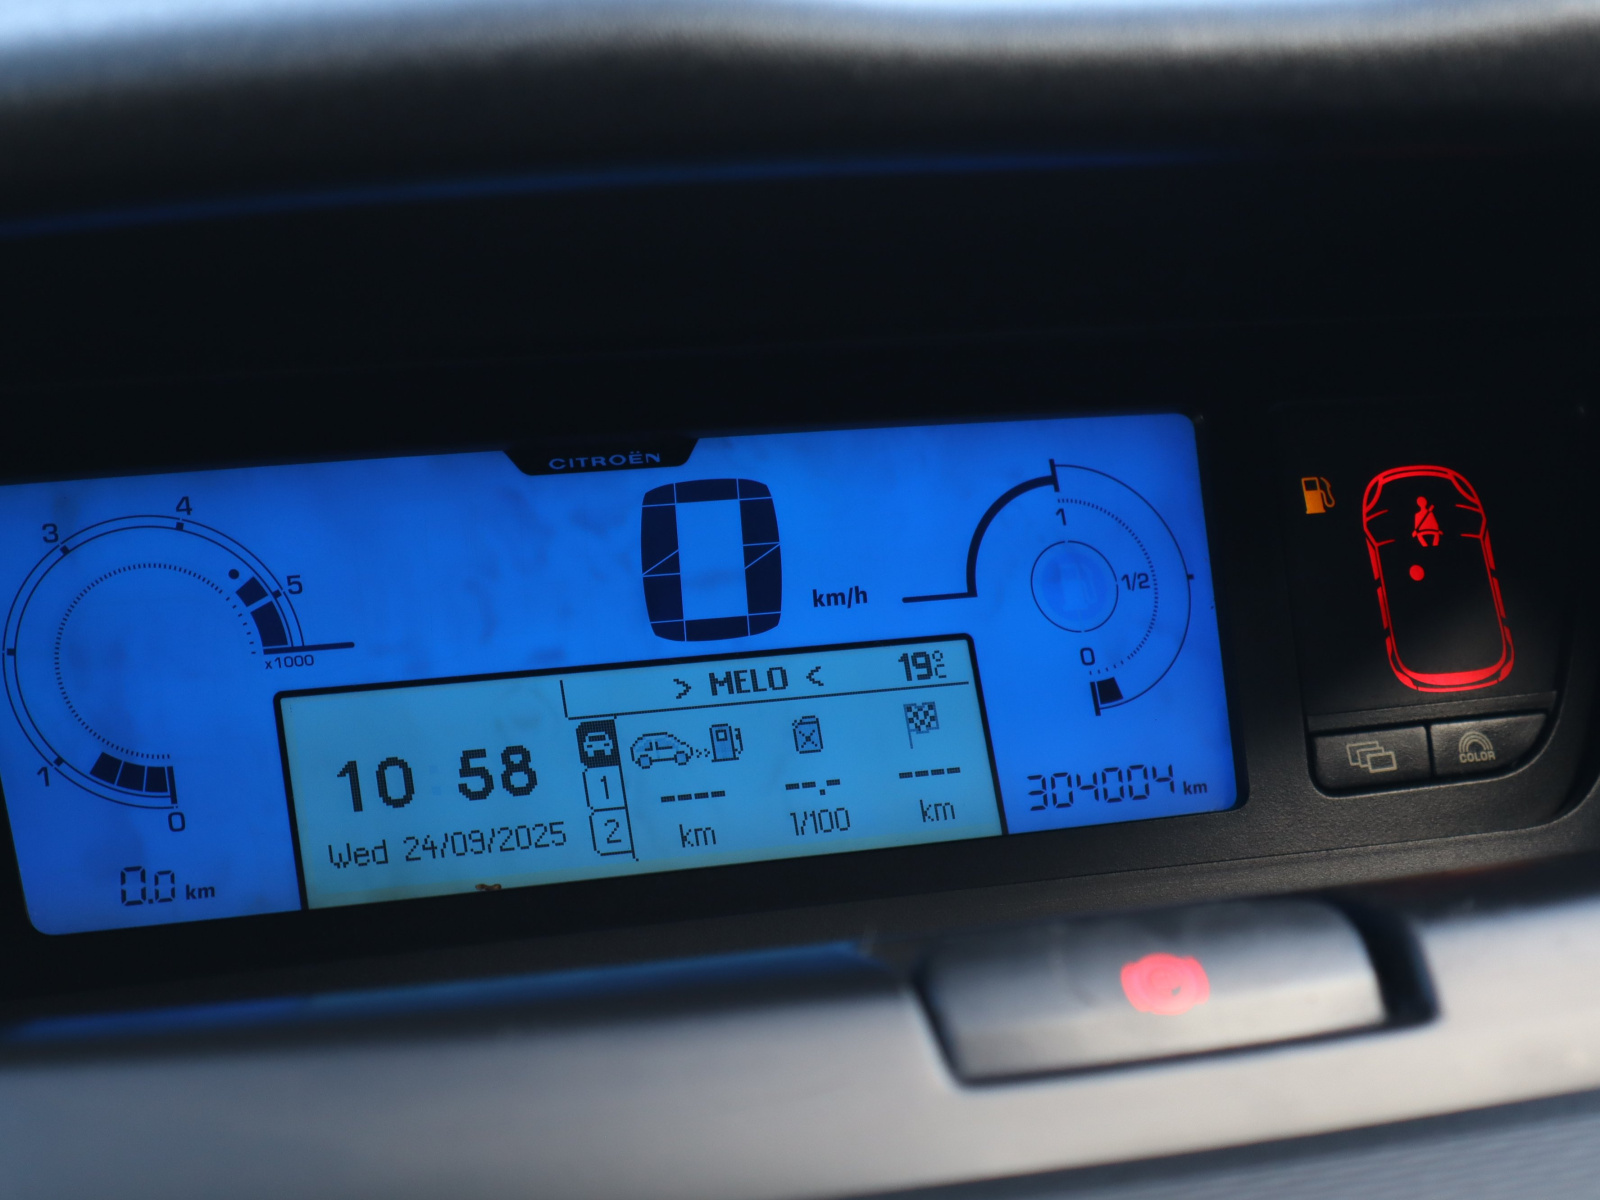 CITROËN
3
4
5
x1000
1
0
0.0 km
0 km/h
1
1/2
0
> MELO < 19°C
10 58
1
2
---- --.- ----
km 1/100 km
Wed 24/09/2025
304004 km
COLOR